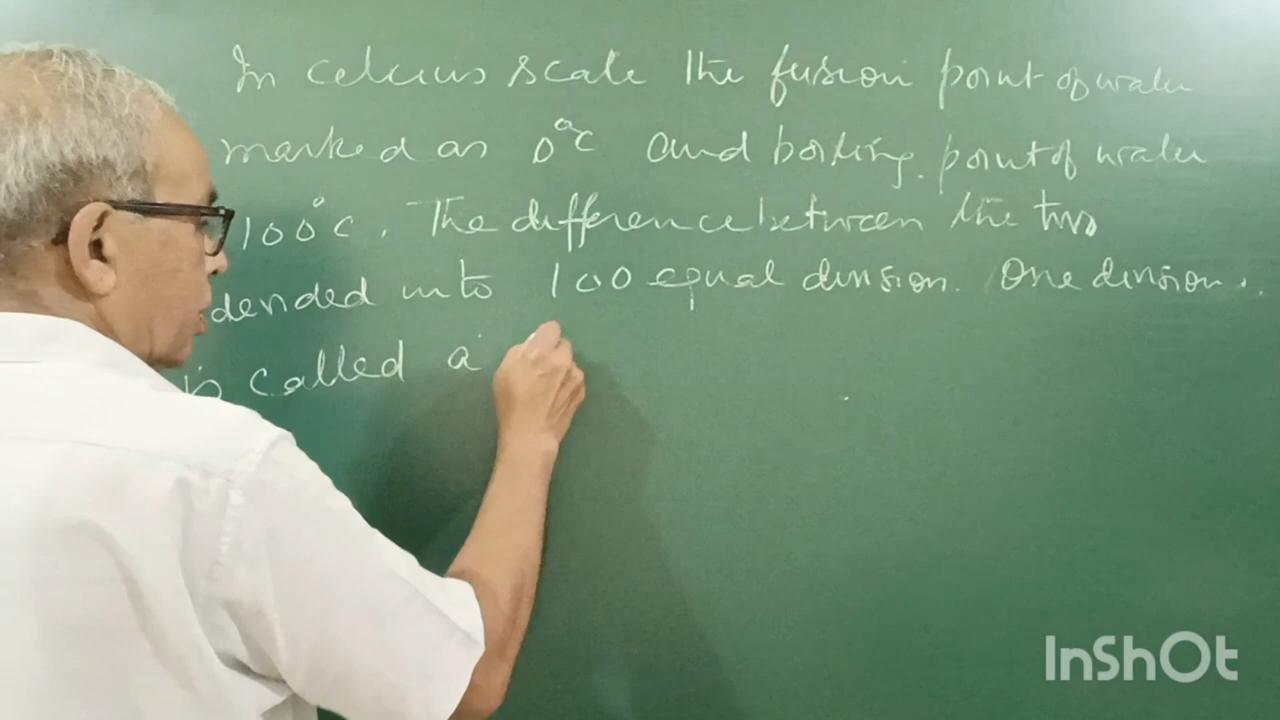 In celcius scale the fusion point of water
marked as 0°C and boiling point of water
100°C. The difference between the two
devided into 100 equal division. One division.
is called a
InShOt